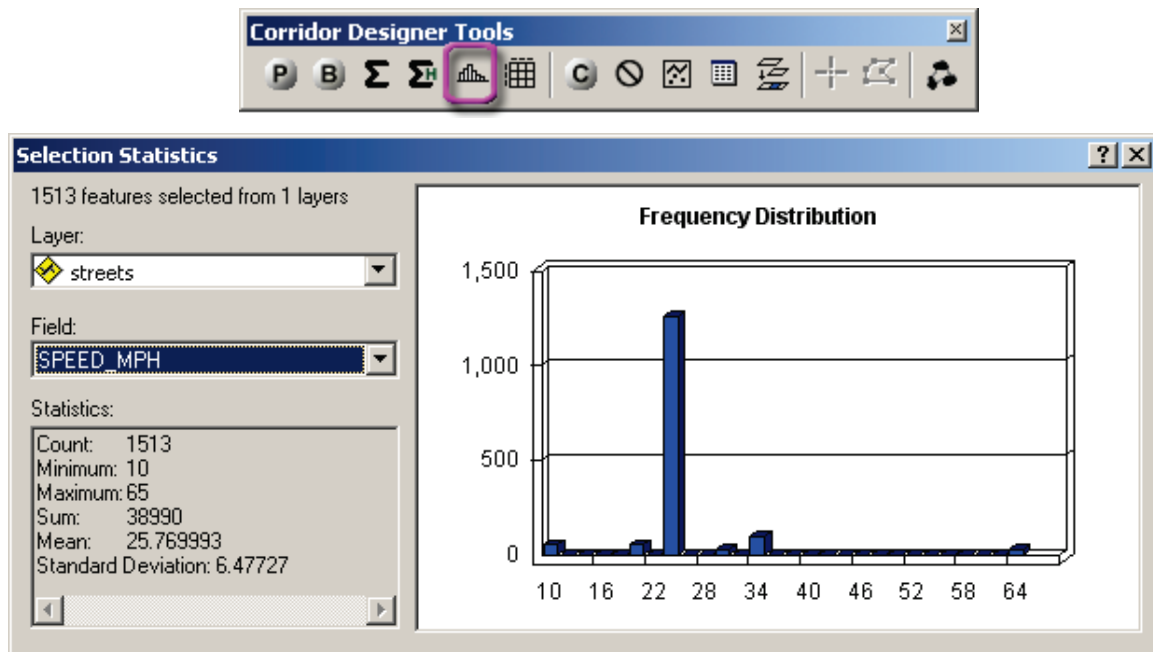 Corridor Designer Tools
P B Σ ΣH C
Selection Statistics
1513 features selected from 1 layers
Layer:
streets
Field:
SPEED_MPH
Statistics:
Count: 1513
Minimum: 10
Maximum: 65
Sum: 38990
Mean: 25.769993
Standard Deviation: 6.47727
Frequency Distribution
1,500
1,000
500
0
10 16 22 28 34 40 46 52 58 64